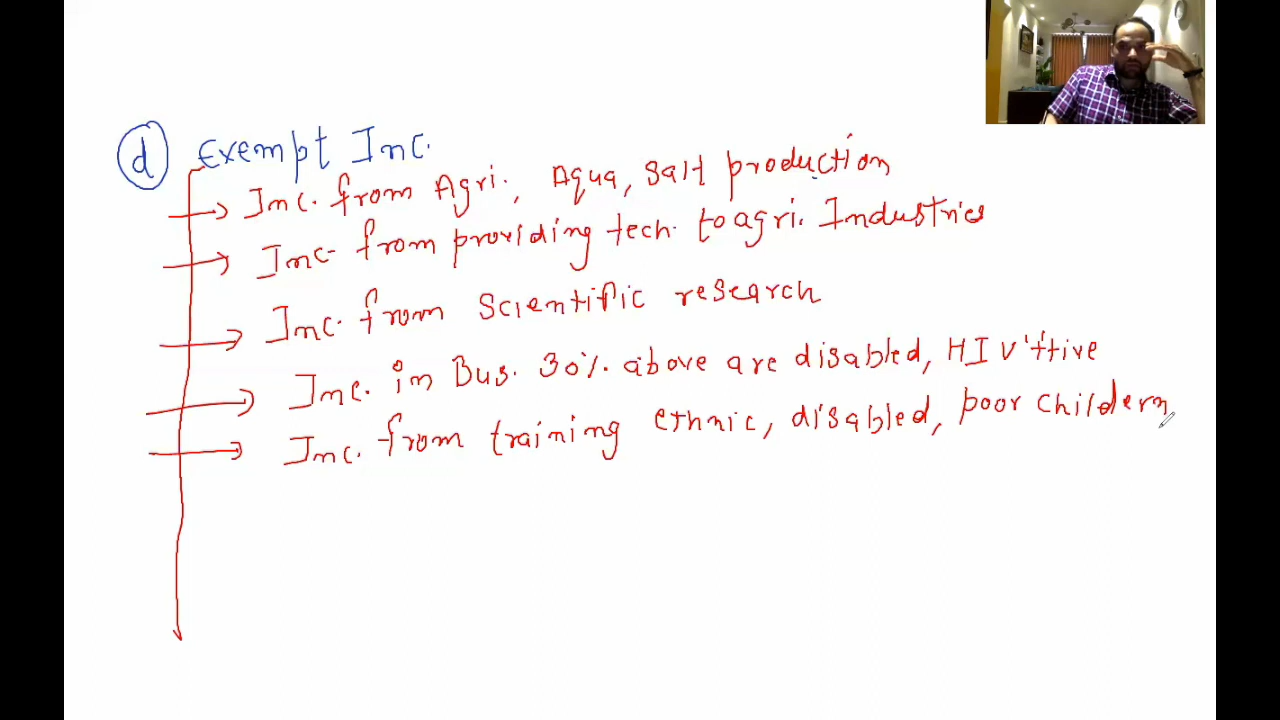 d Exempt Inc.
Inc. from Agri., Aqua, Salt production
Inc. from providing tech. to agri. Industries
Inc. from Scientific research
Inc. in Bus. 30% above are disabled, HIV '+tive
Inc. from training ethnic, disabled, poor childern,